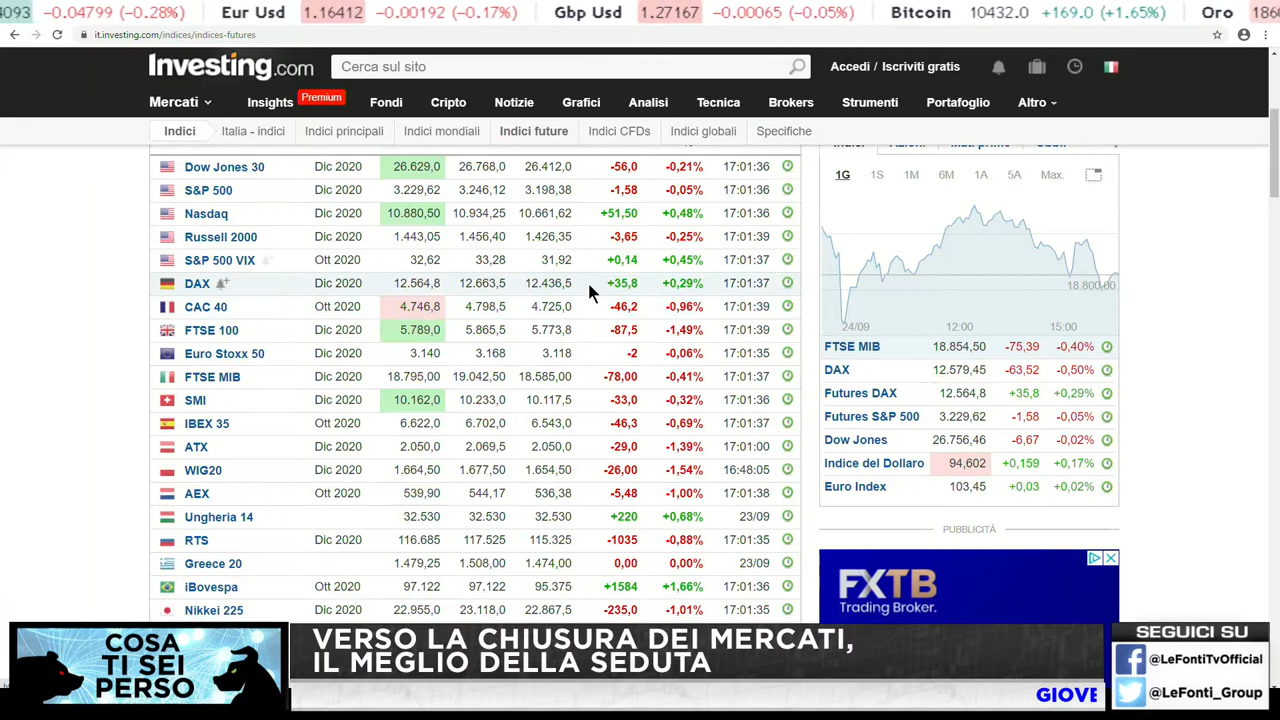 4093 -0.04799 (-0.28%) Eur Usd 1.16412 -0.00192 (-0.17%) Gbp Usd 1.27167 -0.00065 (-0.05%) Bitcoin 10432.0 +169.0 (+1.65%) Oro
it.investing.com/indices/indices-futures
Investing.com Cerca sul sito Accedi / Iscriviti gratis
Mercati Insights Premium Fondi Cripto Notizie Grafici Analisi Tecnica Brokers Strumenti Portafoglio Altro
Indici Italia - indici Indici principali Indici mondiali Indici future Indici CFDs Indici globali Specifiche
Dow Jones 30 Dic 2020 26.629,0 26.768,0 26.412,0 -56,0 -0,21% 17:01:36
S&P 500 Dic 2020 3.229,62 3.246,12 3.198,38 -1,58 -0,05% 17:01:36
Nasdaq Dic 2020 10.880,50 10.934,25 10.661,62 +51,50 +0,48% 17:01:36
Russell 2000 Dic 2020 1.443,05 1.456,40 1.426,35 -3,65 -0,25% 17:01:39
S&P 500 VIX Ott 2020 32,62 33,28 31,92 +0,14 +0,45% 17:01:36
DAX Dic 2020 12.564,8 12.663,5 12.436,5 +35,8 +0,29% 17:01:37
CAC 40 Ott 2020 4.746,8 4.798,5 4.725,0 -46,2 -0,96% 17:01:39
FTSE 100 Dic 2020 5.789,0 5.865,5 5.773,8 -87,5 -1,49% 17:01:39
Euro Stoxx 50 Dic 2020 3.140 3.168 3.118 -2 -0,06% 17:01:36
FTSE MIB Dic 2020 18.795,00 19.042,50 18.585,00 -78,00 -0,41% 17:01:37
SMI Dic 2020 10.162,0 10.233,0 10.117,5 -33,0 -0,32% 17:01:36
IBEX 35 Ott 2020 6.622,0 6.702,0 6.543,0 -46,3 -0,69% 17:01:37
ATX Dic 2020 2.050,0 2.069,5 2.050,0 -29,0 -1,39% 17:01:00
WIG20 Dic 2020 1.664,50 1.677,50 1.654,50 -26,00 -1,54% 16:48:05
AEX Ott 2020 539,90 544,17 536,38 -5,48 -1,00% 17:01:38
Ungheria 14 Dic 2020 32.530 32.530 32.530 +220 +0,68% 23/09
RTS Dic 2020 116.685 117.525 115.325 -1035 -0,88% 17:01:35
Greece 20 Dic 2020 1.479,25 1.508,00 1.474,00 0,00 0,00% 23/09
iBovespa Ott 2020 97.122 97.122 95.375 +1584 +1,66% 17:01:36
Nikkei 225 Dic 2020 22.955,0 23.118,0 22.867,5 -235,0 -1,01% 17:01:35
1G 1S 1M 6M 1A 5A Max.
18.800,00
24/09 12:00 15:00
FTSE MIB 18.854,50 -75,39 -0,40%
DAX 12.579,45 -63,52 -0,50%
Futures DAX 12.564,8 +35,8 +0,29%
Futures S&P 500 3.229,62 -1,58 -0,05%
Dow Jones 26.756,46 -6,67 -0,02%
Indice del Dollaro 94,602 +0,159 +0,17%
Euro Index 103,45 +0,03 +0,02%
PUBBLICITÀ
FXTB
Trading Broker.
COSA
TI SEI
PERSO
VERSO LA CHIUSURA DEI MERCATI,
IL MEGLIO DELLA SEDUTA
GIOVE
SEGUICI SU
@LeFontiTvOfficial
@LeFonti_Group